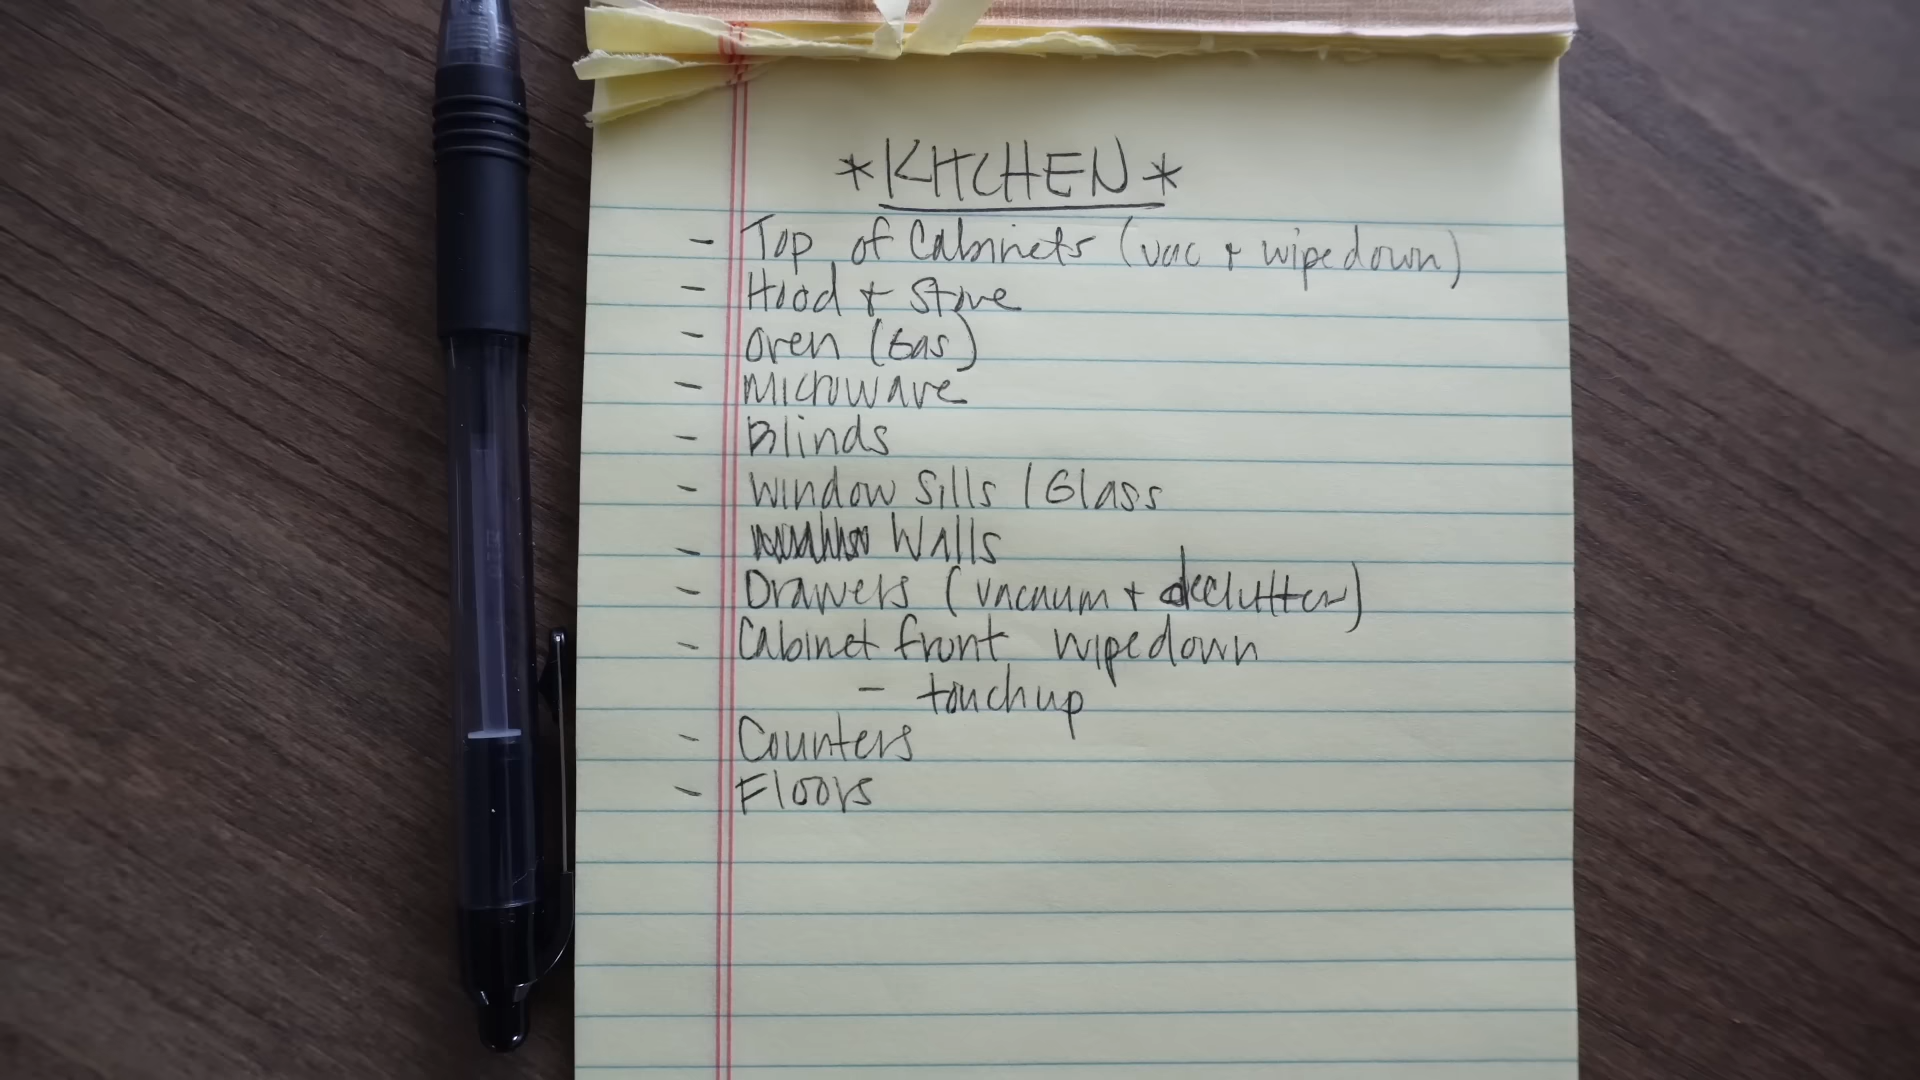 *KITCHEN*
- Top of Cabinets (vac + wipedown)
- Hood + Stove
- Oven (Gas)
- Microwave
- Blinds
- Window Sills / Glass
- Walls
- Drawers (vacuum + declutter)
- Cabinet front wipedown
- touchup
- Counters
- Floors